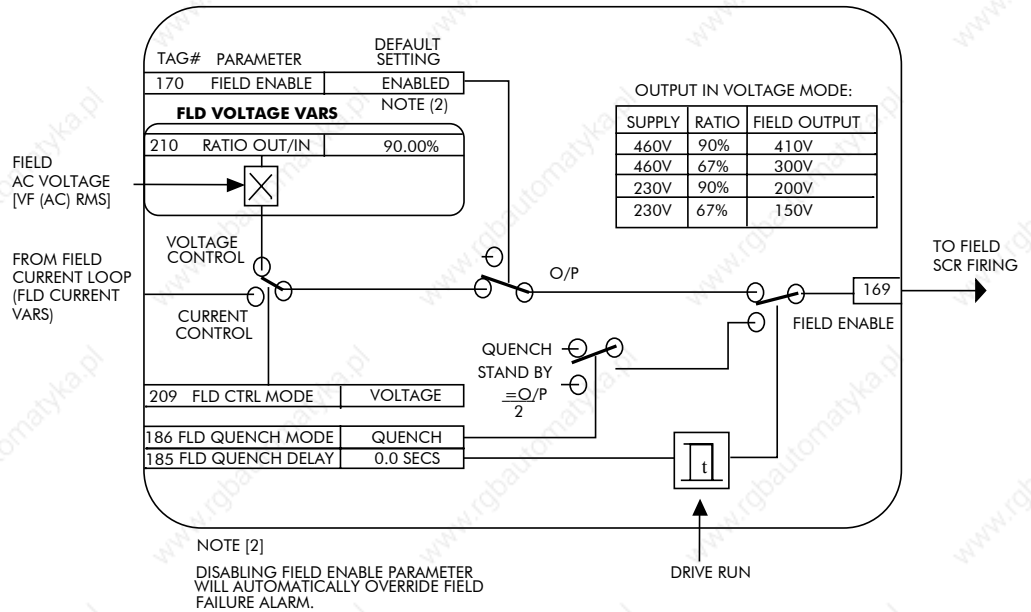 DEFAULT
TAG# PARAMETER SETTING
170 FIELD ENABLE ENABLED
NOTE (2)
FLD VOLTAGE VARS
210 RATIO OUT/IN 90.00%
FIELD
AC VOLTAGE
[VF (AC) RMS]
OUTPUT IN VOLTAGE MODE:
SUPPLY RATIO FIELD OUTPUT
460V 90% 410V
460V 67% 300V
230V 90% 200V
230V 67% 150V
VOLTAGE
CONTROL
FROM FIELD
CURRENT LOOP
(FLD CURRENT
VARS)
CURRENT
CONTROL
O/P
TO FIELD
SCR FIRING
169
FIELD ENABLE
QUENCH
STAND BY
=O/P
2
209 FLD CTRL MODE VOLTAGE
186 FLD QUENCH MODE QUENCH
185 FLD QUENCH DELAY 0.0 SECS
t
DRIVE RUN
NOTE [2]
DISABLING FIELD ENABLE PARAMETER
WILL AUTOMATICALLY OVERRIDE FIELD
FAILURE ALARM.
www.rgbautomatyka.pl